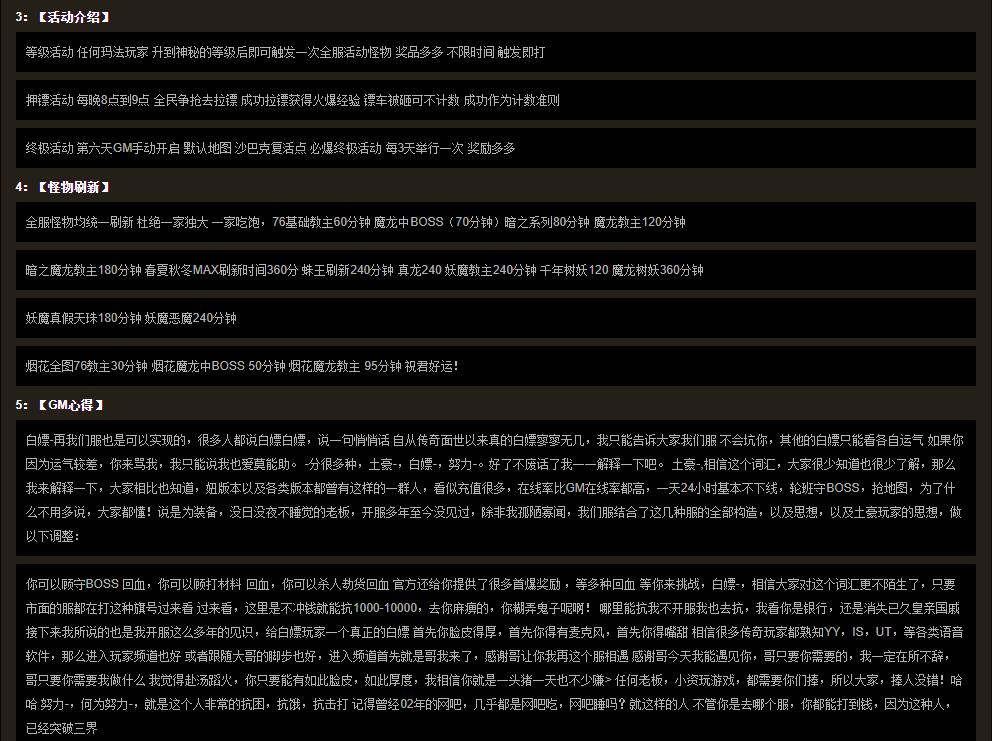 3：【活动介绍】
等级活动 任何玛法玩家 升到神秘的等级后即可触发一次全服活动怪物 奖品多多 不限时间 触发即打
押镖活动 每晚8点到9点 全民争抢去拉镖 成功拉镖获得火爆经验 镖车被砸可不计数 成功作为计数准则
终极活动 第六天GM手动开启 默认地图 沙巴克复活点 必爆终极活动 每3天举行一次 奖励多多
4：【怪物刷新】
全服怪物均统一刷新 杜绝一家独大 一家吃饱，76基础教主60分钟 魔龙中BOSS（70分钟）暗之系列80分钟 魔龙教主120分钟
暗之魔龙教主180分钟 春夏秋冬MAX刷新时间360分 蛛王刷新240分钟 真龙240 妖魔教主240分钟 千年树妖120 魔龙树妖360分钟
妖魔真假天珠180分钟 妖魔恶魔240分钟
烟花全图76教主30分钟 烟花魔龙中BOSS 50分钟 烟花魔龙教主 95分钟 祝君好运！
5：【GM心得】
白嫖-再我们服也是可以实现的，很多人都说白嫖白嫖，说一句悄悄话 自从传奇面世以来真的白嫖寥寥无几，我只能告诉大家我们服 不会坑你，其他的白嫖只能看各自运气 如果你
因为运气较差，你来骂我，我只能说我也爱莫能助。 -分很多种，土豪-，白嫖-，努力-。好了不废话了我一一解释一下吧。 土豪-,相信这个词汇，大家很少知道也很少了解，那么
我来解释一下，大家相比也知道，妞版本以及各类版本都曾有这样的一群人，看似充值很多，在线率比GM在线率都高，一天24小时基本不下线，轮班守BOSS，抢地图，为了什
么不用多说，大家都懂！说是为装备，没日没夜不睡觉的老板，开服多年至今没见过，除非我孤陋寡闻，我们服结合了这几种服的全部构造，以及思想，以及土豪玩家的思想，做
以下调整：
你可以顾守BOSS 回血，你可以顾打材料 回血，你可以杀人劫货回血 官方还给你提供了很多首爆奖励 ，等多种回血 等你来挑战，白嫖-，相信大家对这个词汇更不陌生了，只要
市面的服都在打这种旗号过来看 过来看，这里是不冲钱就能抗1000-10000，去你麻痹的，你糊弄鬼子呢啊！ 哪里能抗我不开服我也去抗，我看你是银行，还是消失已久皇亲国戚
接下来我所说的也是我开服这么多年的见识，给白嫖玩家一个真正的白嫖 首先你脸皮得厚，首先你得有麦克风，首先你得嘴甜 相信很多传奇玩家都熟知YY，IS，UT，等各类语音
软件，那么进入玩家频道也好 或者跟随大哥的脚步也好，进入频道首先就是哥我来了，感谢哥让你我再这个服相遇 感谢哥今天我能遇见你，哥只要你需要的，我一定在所不辞，
哥只要你需要我做什么 我觉得赴汤蹈火，你只要能有如此脸皮，如此厚度，我相信你就是一头猪一天也不少赚> 任何老板，小资玩游戏，都需要你们捧，所以大家，捧人没错！哈
哈 努力-，何为努力-，就是这个人非常的抗困，抗饿，抗击打 记得曾经02年的网吧，几乎都是网吧吃，网吧睡吗？就这样的人 不管你是去哪个服，你都能打到钱，因为这种人，
已经突破三界